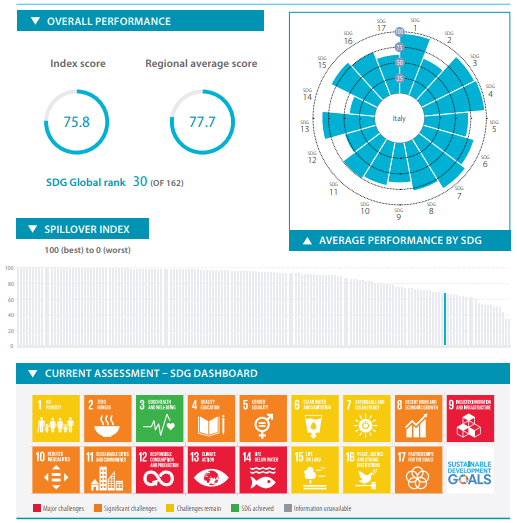 ▼ OVERALL PERFORMANCE
Index score
Regional average score
75.8
77.7
SDG Global rank 30 (OF 162)
SDG 1
SDG 2
SDG 3
SDG 4
SDG 5
SDG 6
SDG 7
SDG 8
SDG 9
SDG 10
SDG 11
SDG 12
SDG 13
SDG 14
SDG 15
SDG 16
SDG 17
100
75
50
25
Italy
▲ AVERAGE PERFORMANCE BY SDG
▼ SPILLOVER INDEX
100 (best) to 0 (worst)
100
80
60
40
20
0
▼ CURRENT ASSESSMENT – SDG DASHBOARD
1 NO POVERTY
2 ZERO HUNGER
3 GOOD HEALTH AND WELL-BEING
4 QUALITY EDUCATION
5 GENDER EQUALITY
6 CLEAN WATER AND SANITATION
7 AFFORDABLE AND CLEAN ENERGY
8 DECENT WORK AND ECONOMIC GROWTH
9 INDUSTRY, INNOVATION AND INFRASTRUCTURE
10 REDUCED INEQUALITIES
11 SUSTAINABLE CITIES AND COMMUNITIES
12 RESPONSIBLE CONSUMPTION AND PRODUCTION
13 CLIMATE ACTION
14 LIFE BELOW WATER
15 LIFE ON LAND
16 PEACE, JUSTICE AND STRONG INSTITUTIONS
17 PARTNERSHIPS FOR THE GOALS
SUSTAINABLE
DEVELOPMENT
GOALS
Major challenges
Significant challenges
Challenges remain
SDG achieved
Information unavailable